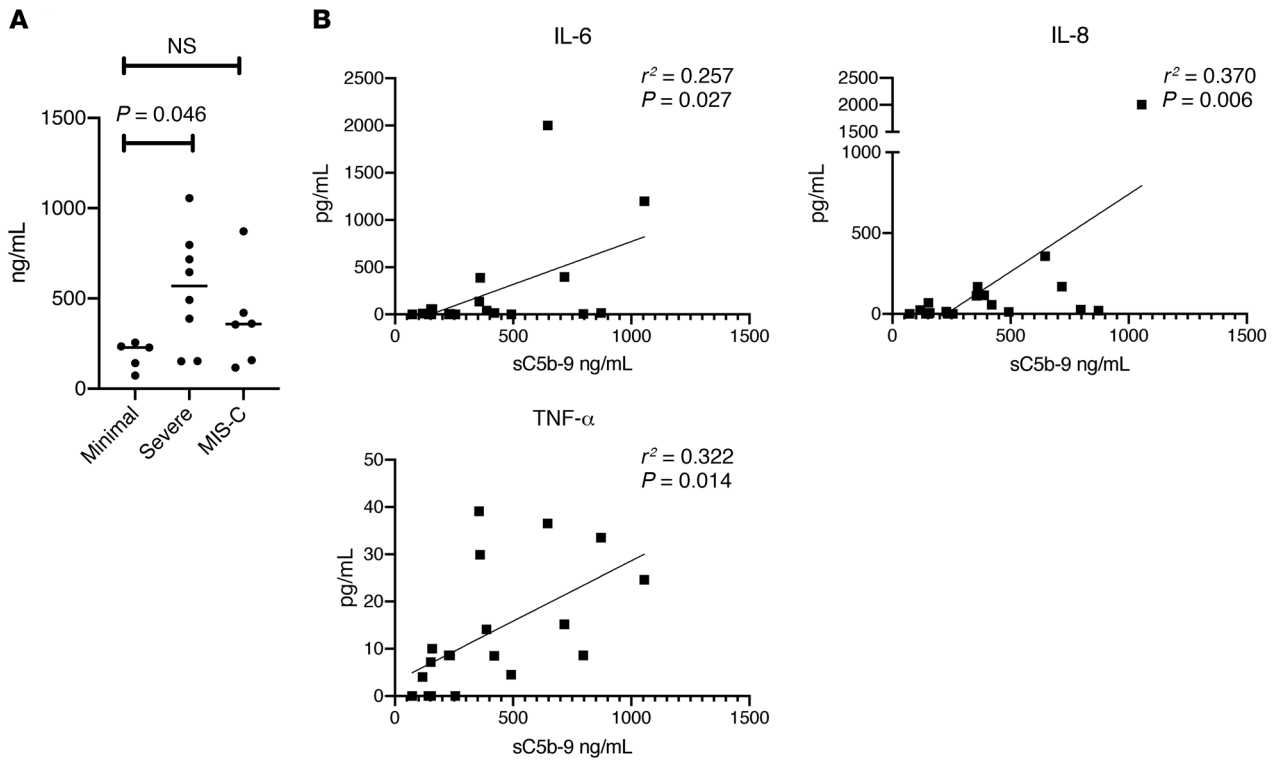 A
NS
P = 0.046
1500
1000
500
0
ng/mL
Minimal
Severe
MIS-C
B
IL-6
r² = 0.257
P = 0.027
2500
2000
1500
1000
500
0
pg/mL
0 500 1000 1500
sC5b-9 ng/mL
IL-8
r² = 0.370
P = 0.006
2500
2000
1500
1000
500
0
pg/mL
0 500 1000 1500
sC5b-9 ng/mL
TNF-α
r² = 0.322
P = 0.014
50
40
30
20
10
0
pg/mL
0 500 1000 1500
sC5b-9 ng/mL